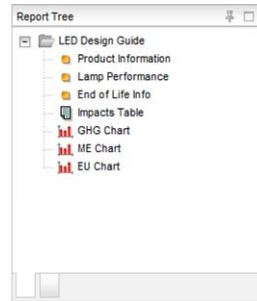 Report Tree
LED Design Guide
Product Information
Lamp Performance
End of Life Info
Impacts Table
GHG Chart
ME Chart
EU Chart